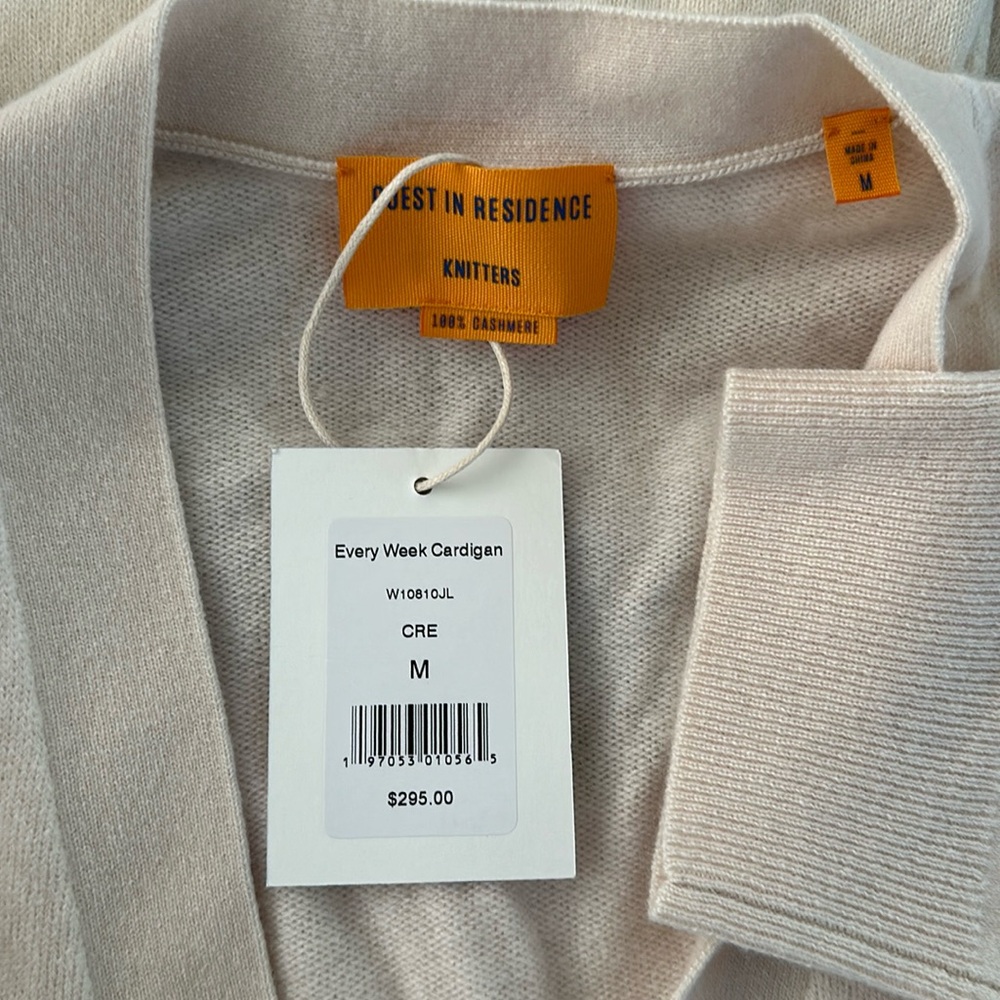 GUEST IN RESIDENCE
KNITTERS
100% CASHMERE
MADE IN
CHINA
M
Every Week Cardigan
W10810JL
CRE
M
1 97053 01056 5
$295.00